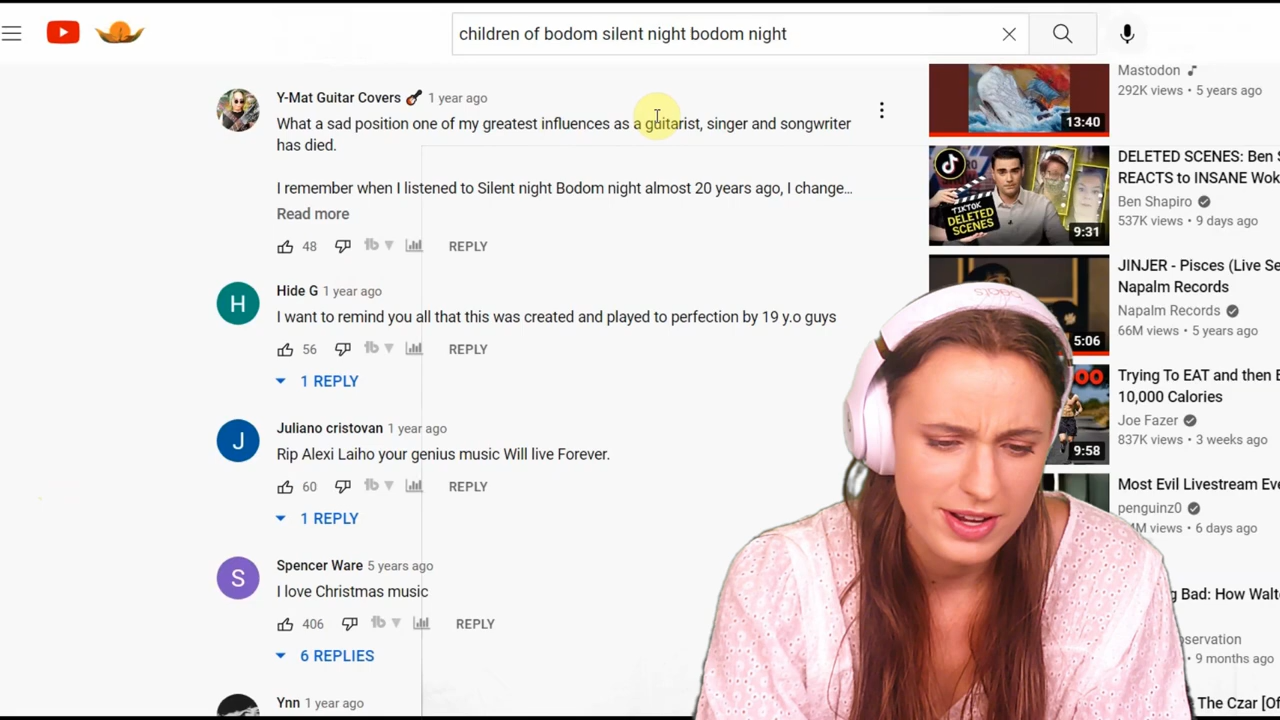 children of bodom silent night bodom night
Y-Mat Guitar Covers 🎸 1 year ago
What a sad position one of my greatest influences as a guitarist, singer and songwriter
has died.
I remember when I listened to Silent night Bodom night almost 20 years ago, I change...
Read more
48 REPLY
Hide G 1 year ago
I want to remind you all that this was created and played to perfection by 19 y.o guys
56 REPLY
1 REPLY
Juliano cristovan 1 year ago
Rip Alexi Laiho your genius music Will live Forever.
60 REPLY
1 REPLY
Spencer Ware 5 years ago
I love Christmas music
406 REPLY
6 REPLIES
Ynn 1 year ago
Mastodon
292K views • 5 years ago
13:40
DELETED SCENES: Ben
REACTS to INSANE Wok
Ben Shapiro
537K views • 9 days ago
TIKTOK
DELETED
SCENES
9:31
JINJER - Pisces (Live Se
Napalm Records
Napalm Records
66M views • 5 years ago
5:06
Trying To EAT and then
10,000 Calories
Joe Fazer
837K views • 3 weeks ago
9:58
Most Evil Livestream Eve
penguinz0
M views • 6 days ago
g Bad: How Walt
servation
• 9 months ago
The Czar [Of
beats